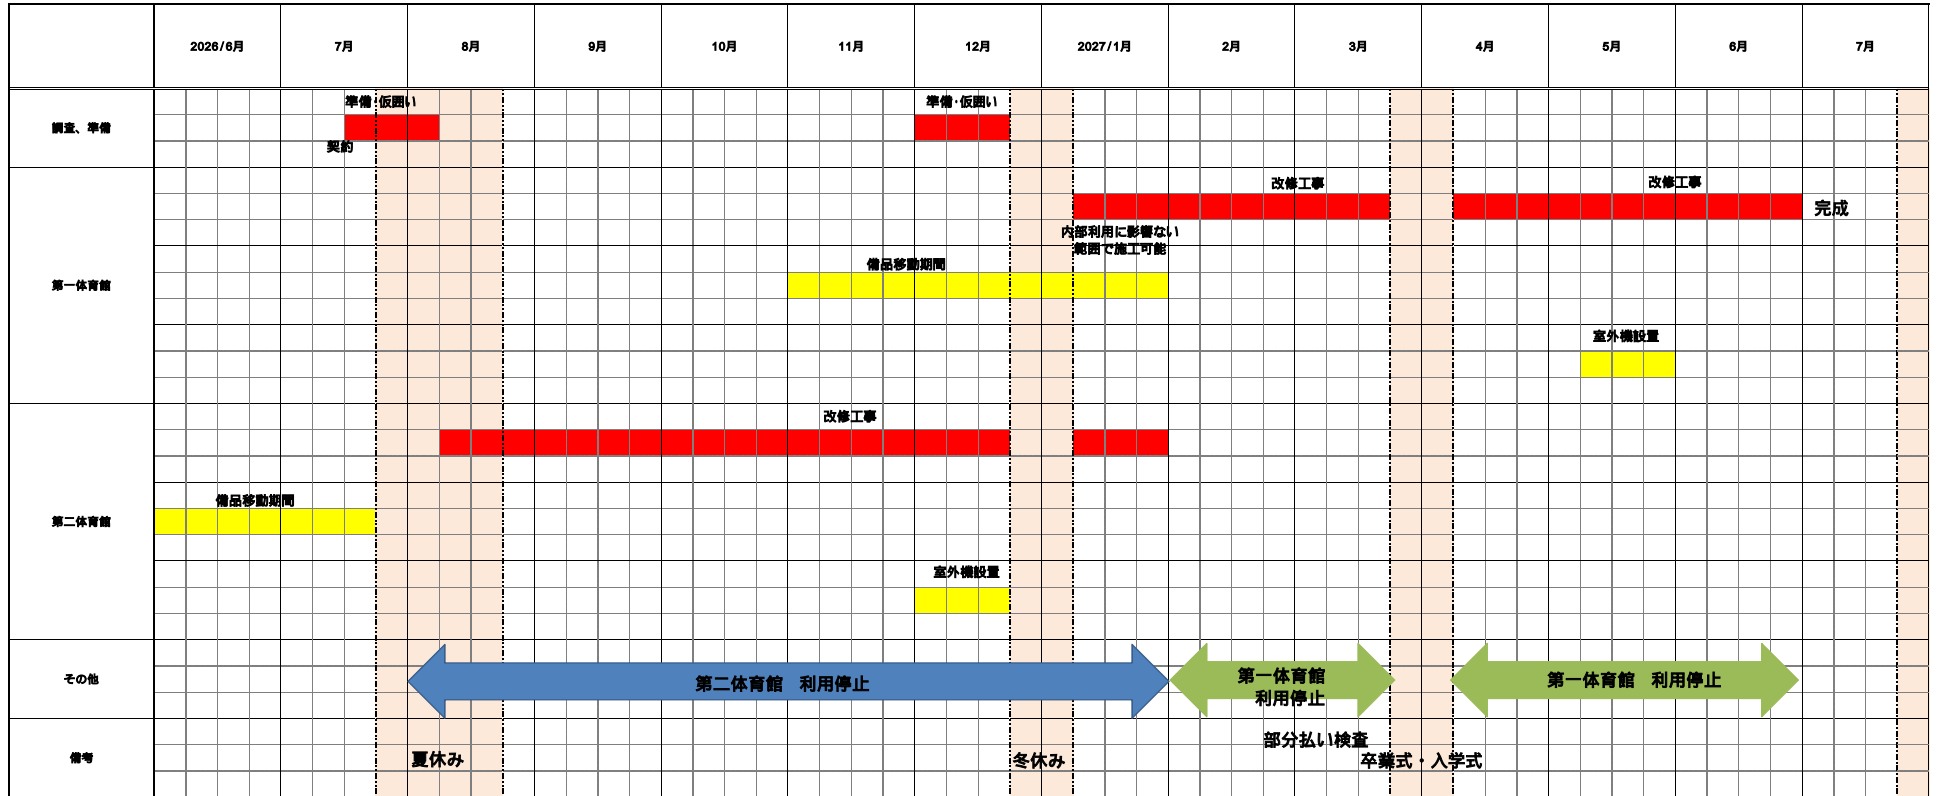 2026/6月
7月
8月
9月
10月
11月
12月
2027/1月
2月
3月
4月
5月
6月
7月
調査、準備
準備・仮囲い
準備・仮囲い
契約
第一体育館
改修工事
改修工事
完成
内部利用に影響ない
範囲で施工可能
備品移動期間
室外機設置
第二体育館
改修工事
備品移動期間
室外機設置
その他
第二体育館　利用停止
第一体育館
利用停止
第一体育館　利用停止
備考
夏休み
冬休み
部分払い検査
卒業式・入学式